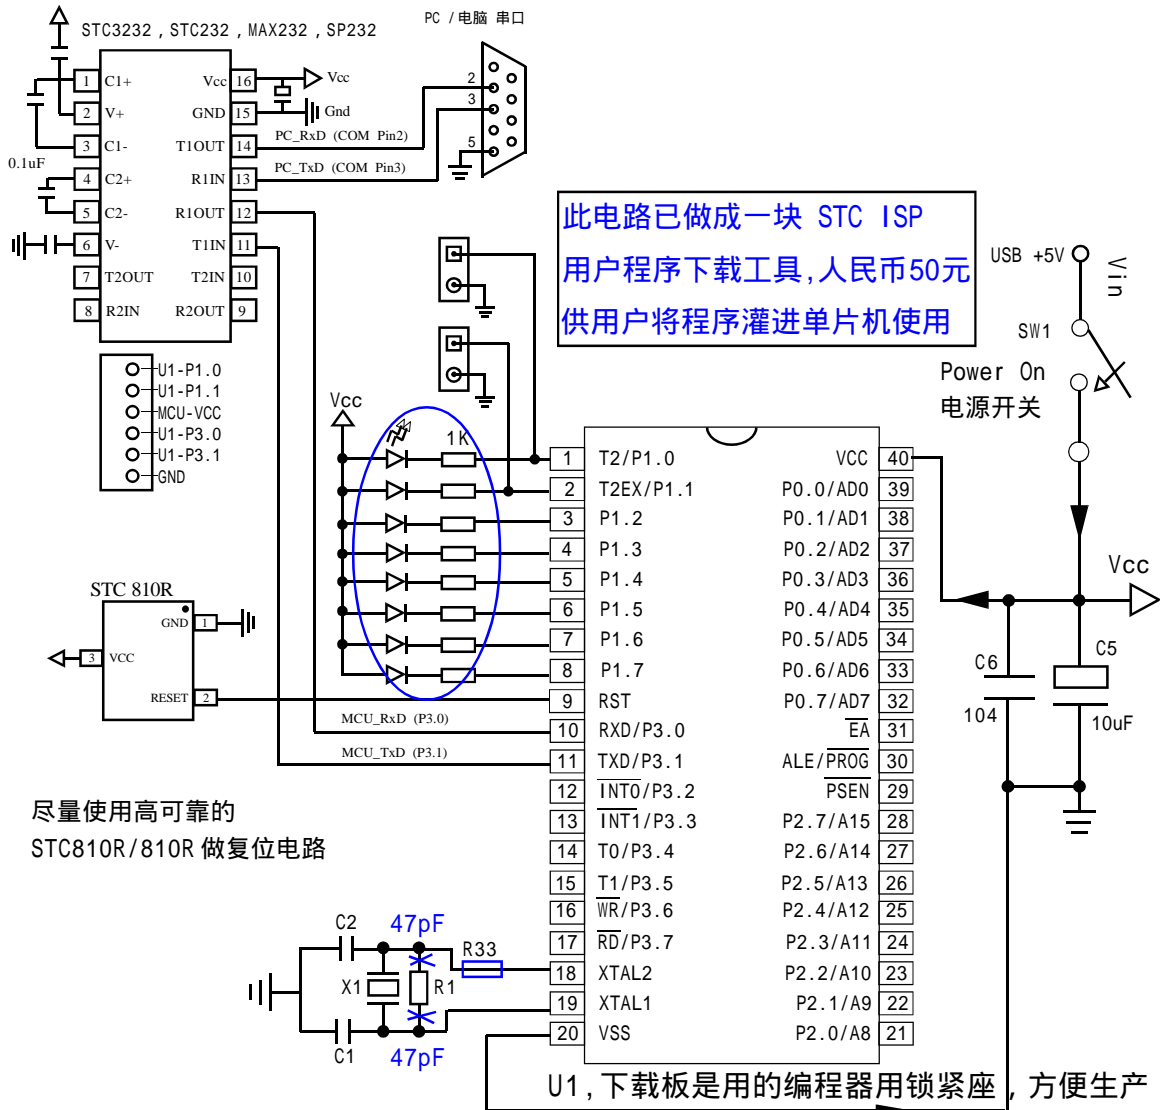 STC3232 , STC232 , MAX232 , SP232
PC / 电脑 串口
1 C1+ Vcc 16 Vcc
2 V+ GND 15 Gnd
3 C1- T1OUT 14 PC_RxD (COM Pin2)
4 C2+ R1IN 13 PC_TxD (COM Pin3)
5 C2- R1OUT 12
6 V- T1IN 11
7 T2OUT T2IN 10
8 R2IN R2OUT 9
0.1uF
2
3
5
此电路已做成一块 STC ISP
用户程序下载工具,人民币50元
供用户将程序灌进单片机使用
USB +5V
Vin
SW1
Power On
电源开关
U1-P1.0
U1-P1.1
MCU-VCC
U1-P3.0
U1-P3.1
GND
Vcc
1K
1 T2/P1.0 VCC 40
2 T2EX/P1.1 P0.0/AD0 39
3 P1.2 P0.1/AD1 38
4 P1.3 P0.2/AD2 37
5 P1.4 P0.3/AD3 36
6 P1.5 P0.4/AD4 35
7 P1.6 P0.5/AD5 34
8 P1.7 P0.6/AD6 33
9 RST P0.7/AD7 32
10 RXD/P3.0 EA 31
11 TXD/P3.1 ALE/PROG 30
12 INT0/P3.2 PSEN 29
13 INT1/P3.3 P2.7/A15 28
14 T0/P3.4 P2.6/A14 27
15 T1/P3.5 P2.5/A13 26
16 WR/P3.6 P2.4/A12 25
17 RD/P3.7 P2.3/A11 24
18 XTAL2 P2.2/A10 23
19 XTAL1 P2.1/A9 22
20 VSS P2.0/A8 21
Vcc
C6
104
C5
10uF
STC 810R
GND 1
3 VCC
RESET 2
MCU_RxD (P3.0)
MCU_TxD (P3.1)
尽量使用高可靠的
STC810R/810R 做复位电路
C2
47pF
R33
X1
R1
C1
47pF
U1,下载板是用的编程器用锁紧座，方便生产